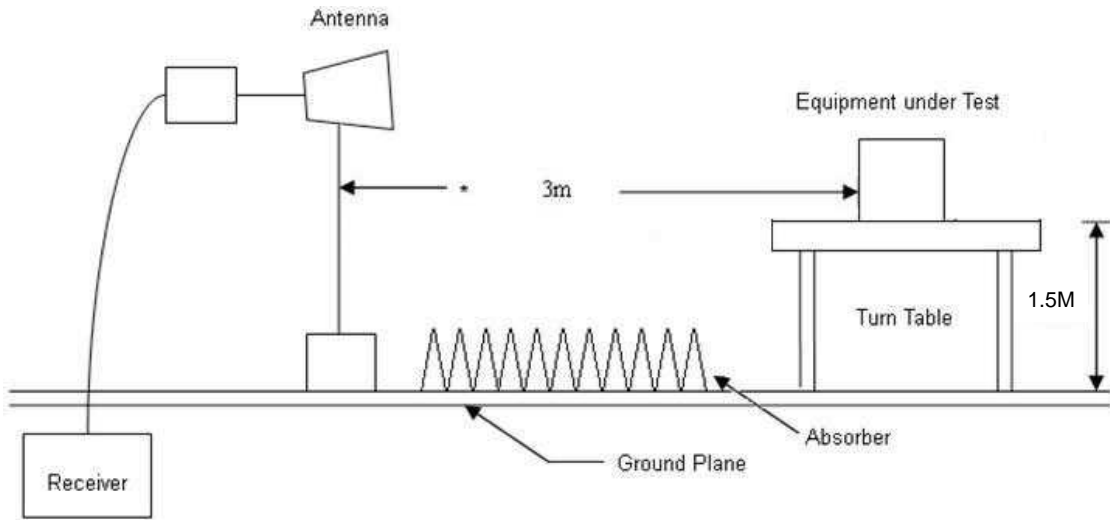 Antenna
Equipment under Test
* 3m
1.5M
Turn Table
Absorber
Ground Plane
Receiver